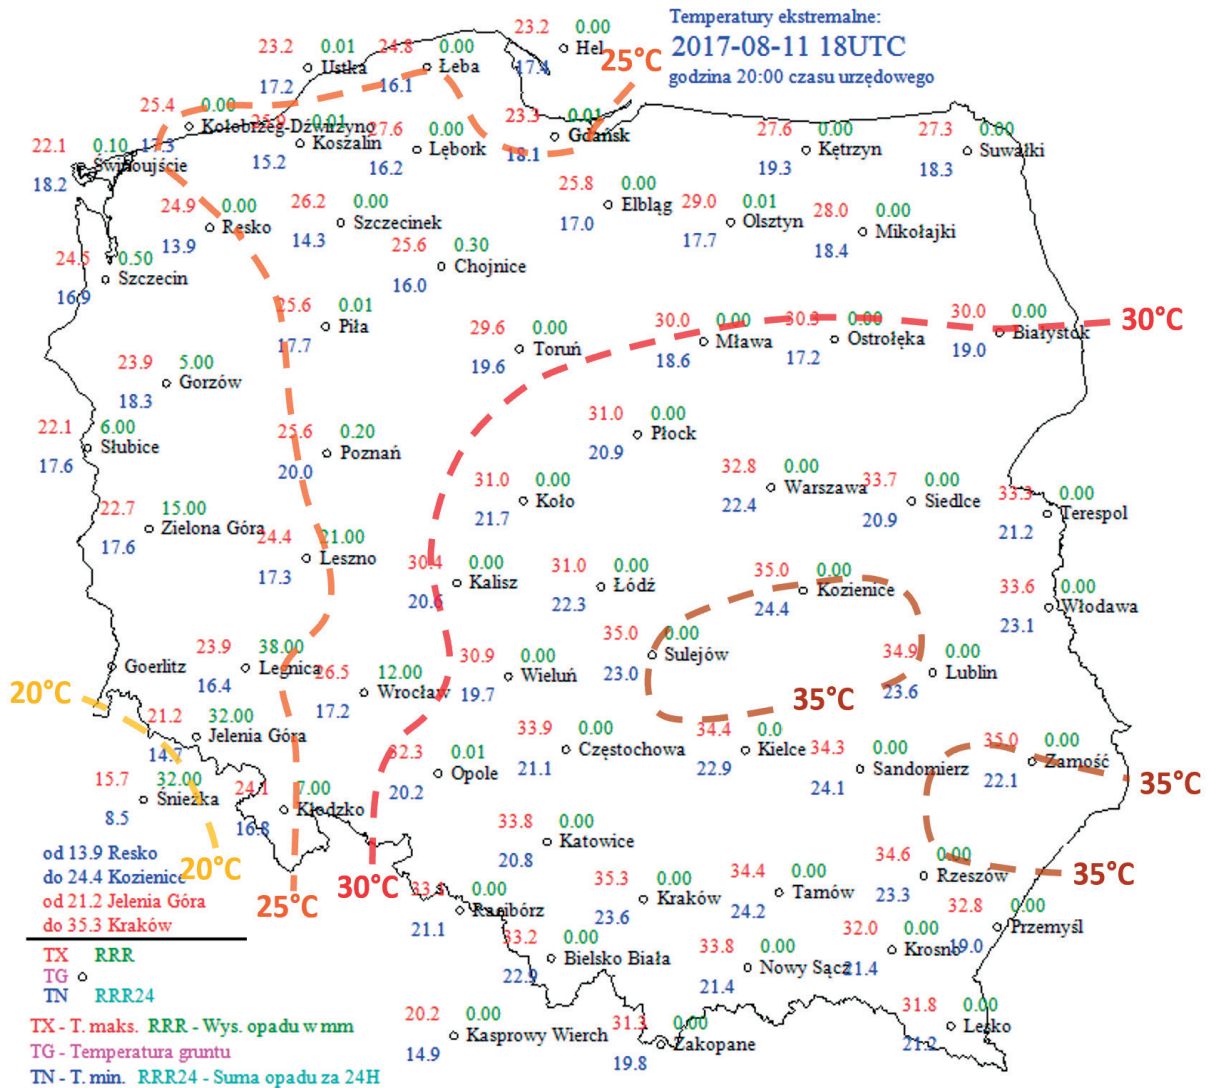 Temperatury ekstremalne:
2017-08-11 18UTC
godzina 20:00 czasu urzędowego
23.2 0.00
Hel
17.4
25°C
23.2 0.01
Ustka
17.2
24.8 0.00
Łeba
16.1
25.4 0.00
Kołobrzeg-Dźwirzyno
17.3
25.9 0.01
Koszalin
15.2
27.6 0.00
Lębork
16.2
23.3 0.01
Gdańsk
18.1
27.6 0.00
Kętrzyn
19.3
27.3 0.00
Suwałki
18.3
22.1 0.10
Świnoujście
18.2
24.9 0.00
Resko
13.9
26.2 0.00
Szczecinek
14.3
25.8 0.00
Elbląg
17.0
29.0 0.01
Olsztyn
17.7
28.0 0.00
Mikołajki
18.4
24.5 0.50
Szczecin
16.9
25.6 0.30
Chojnice
16.0
25.6 0.01
Piła
17.7
29.6 0.00
Toruń
19.6
30.0 0.00
Mława
18.6
30.3 0.00
Ostrołęka
17.2
30.0 0.00
Białystok
19.0
30°C
23.9 5.00
Gorzów
18.3
22.1 6.00
Słubice
17.6
25.6 0.20
Poznań
20.0
31.0 0.00
Płock
20.9
31.0 0.00
Koło
21.7
32.8 0.00
Warszawa
22.4
33.7 0.00
Siedlce
20.9
33.3 0.00
Terespol
21.2
22.7 15.00
Zielona Góra
17.6
24.4 21.00
Leszno
17.3
30.4 0.00
Kalisz
20.6
31.0 0.00
Łódź
22.3
35.0 0.00
Kozienice
24.4
33.6 0.00
Włodawa
23.1
Goerlitz
23.9 38.00
Legnica
16.4
26.5 12.00
Wrocław
17.2
30.9 0.00
Wieluń
19.7
35.0 0.00
Sulejów
23.0
34.9 0.00
Lublin
23.6
35°C
20°C
21.2 32.00
Jelenia Góra
14.7
15.7 32.00
Śnieżka
8.5
24.1 7.00
Kłodzko
16.8
32.3 0.01
Opole
20.2
33.9 0.00
Częstochowa
21.1
34.4 0.0
Kielce
22.9
34.3 0.00
Sandomierz
24.1
35.0 0.00
Zamość
22.1
35°C
33.8 0.00
Katowice
20.8
20°C
25°C
30°C
0.00
Racibórz
21.1
35.3 0.00
Kraków
23.6
34.4 0.00
Tarnów
24.2
34.6 0.00
Rzeszów
23.3
35°C
32.8 0.00
Przemyśl
19.0
33.2 0.00
Bielsko Biała
22.9
33.8 0.00
Nowy Sącz
21.4
32.0 0.00
Krosno
21.4
20.2 0.00
Kasprowy Wierch
14.9
31.3 0.00
Zakopane
19.8
31.8 0.00
Lesko
21.2
od 13.9 Resko
do 24.4 Kozienice
od 21.2 Jelenia Góra
do 35.3 Kraków
TX RRR
TG
TN RRR24
TX - T. maks. RRR - Wys. opadu w mm
TG - Temperatura gruntu
TN - T. min. RRR24 - Suma opadu za 24H